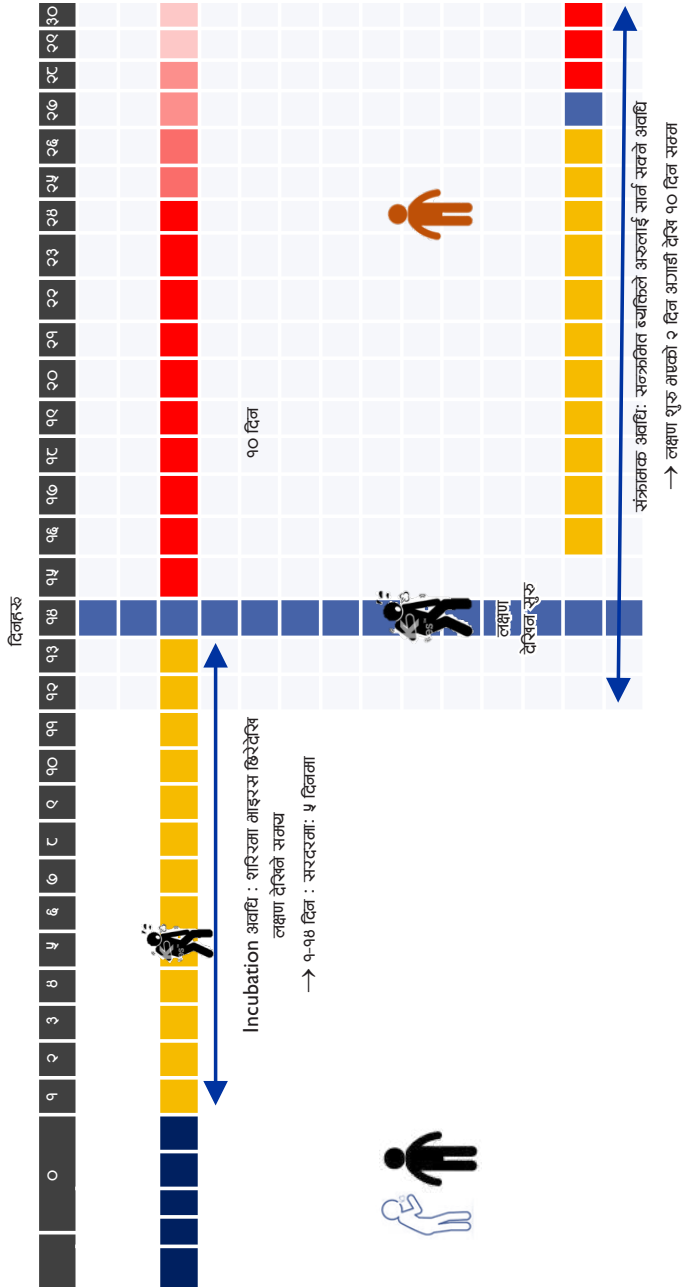 दिनहरु
० १ २ ३ ४ ५ ६ ७ ८ ९ १० ११ १२ १३ १४ १५ १६ १७ १८ १९ २० २१ २२ २३ २४ २५ २६ २७ २८ २९ ३०
Incubation अवधि : शरिरमा भाइरस छिरेदेखि
लक्षण देखिने समय
→ १-१४ दिन : सरदरमा: ५ दिनमा
१० दिन
लक्षण
देखिन सुरु
संक्रामक अवधि: सन्क्रमित ब्यक्तिले अरुलाई सार्न सक्ने अवधि
→ लक्षण शुरु भएको २ दिन अगाडी देखि १० दिन सम्म